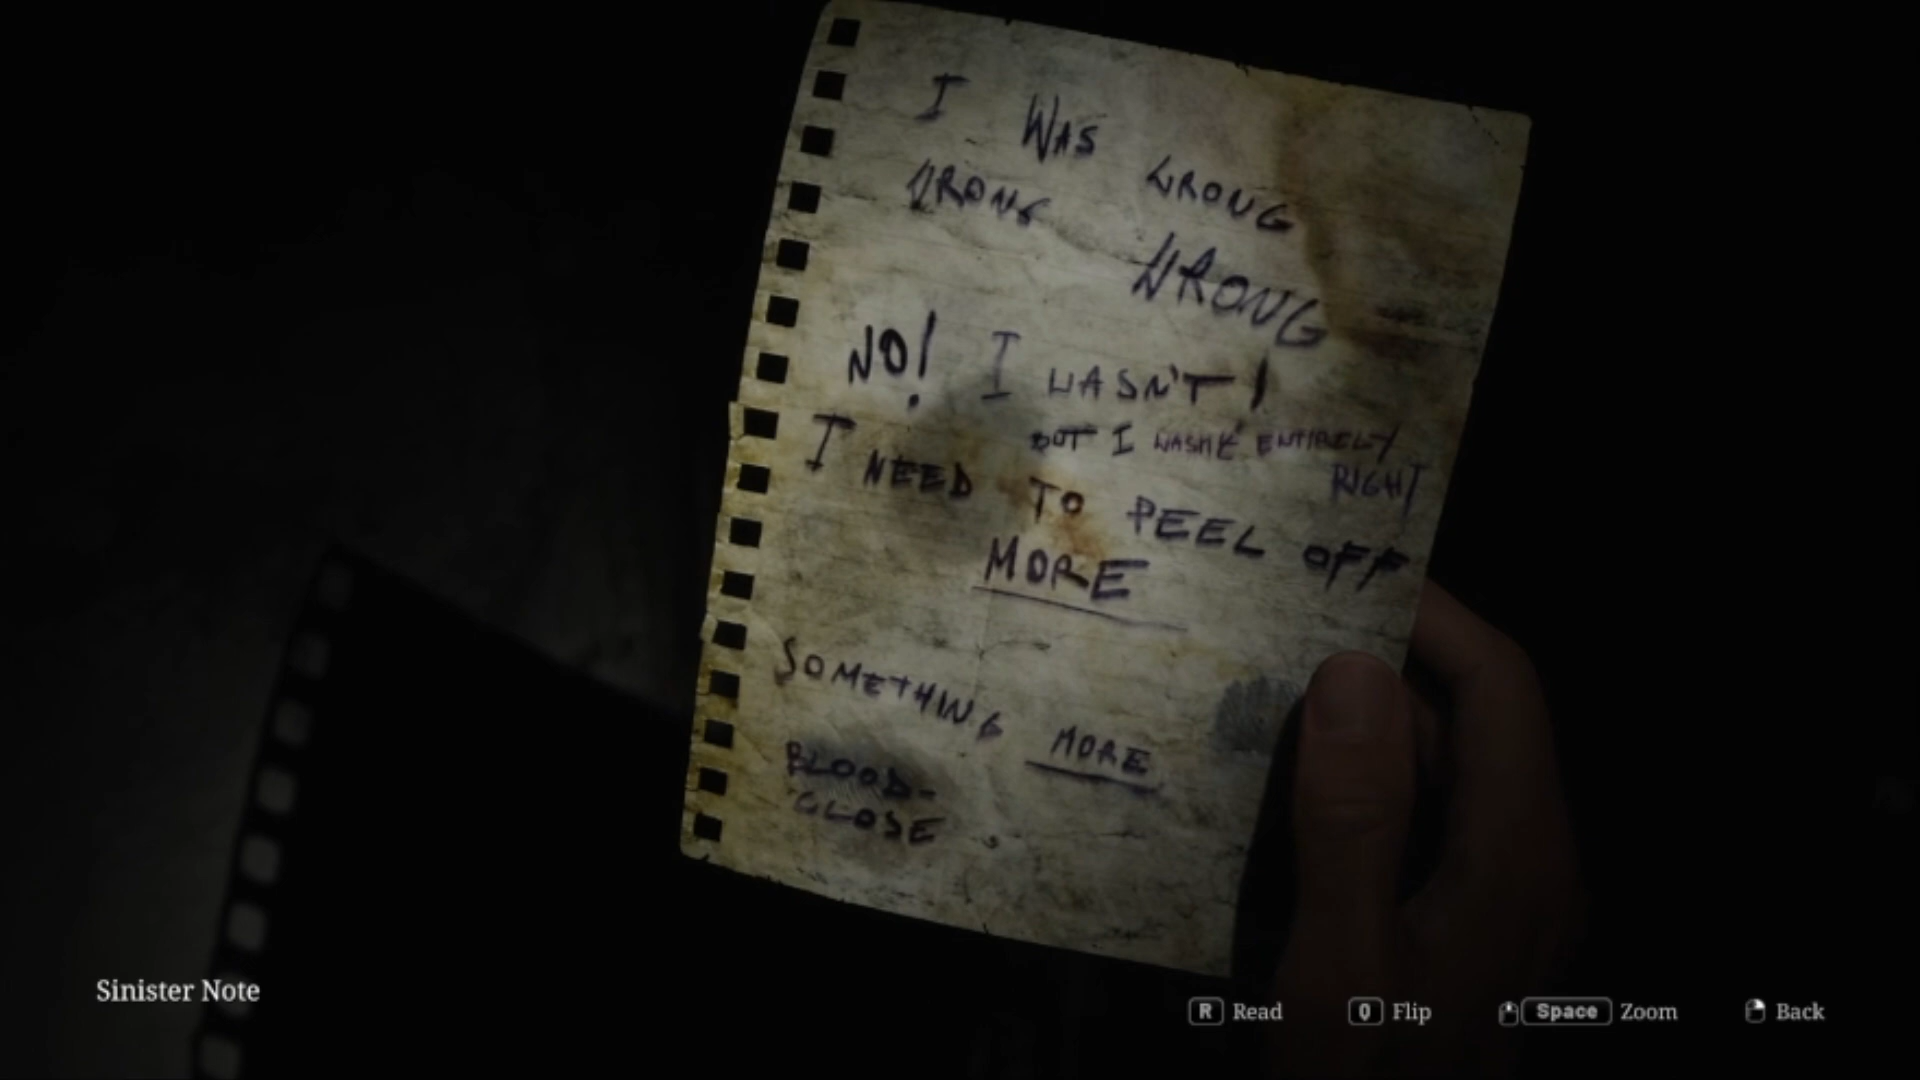 I WAS WRONG
WRONG
WRONG
NO! I WASN'T!
BUT I WASN'T ENTIRELY
RIGHT
I NEED TO PEEL OFF
MORE
SOMETHING MORE
BLOOD-
CLOSE
Sinister Note
R Read
Q Flip
Space Zoom
Back